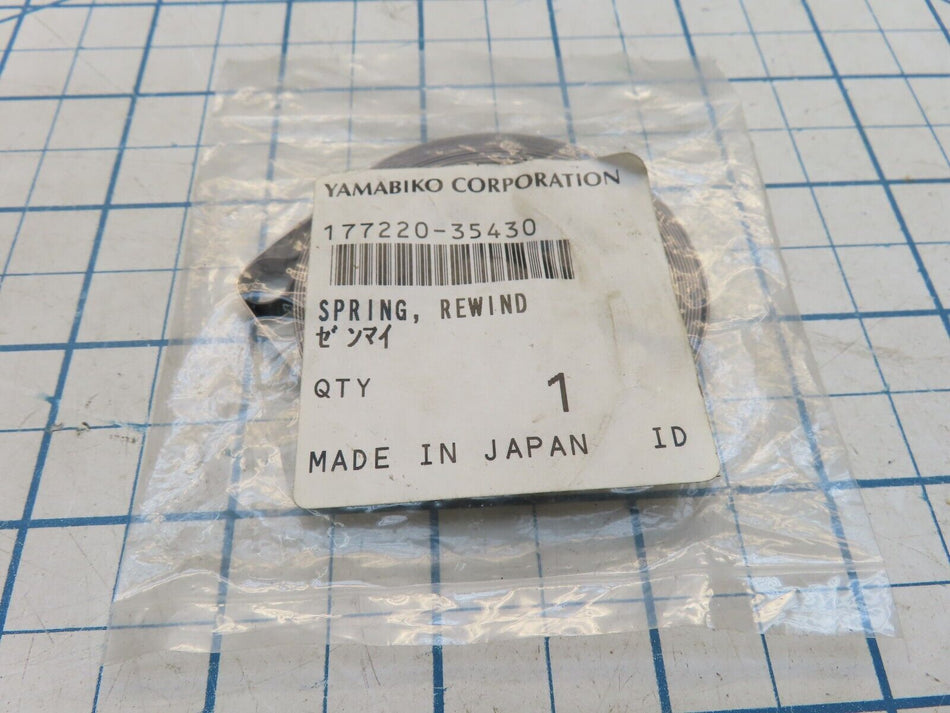 YAMABIKO CORPORATION
177220-35430
SPRING, REWIND
ゼンマイ
QTY 1
MADE IN JAPAN ID